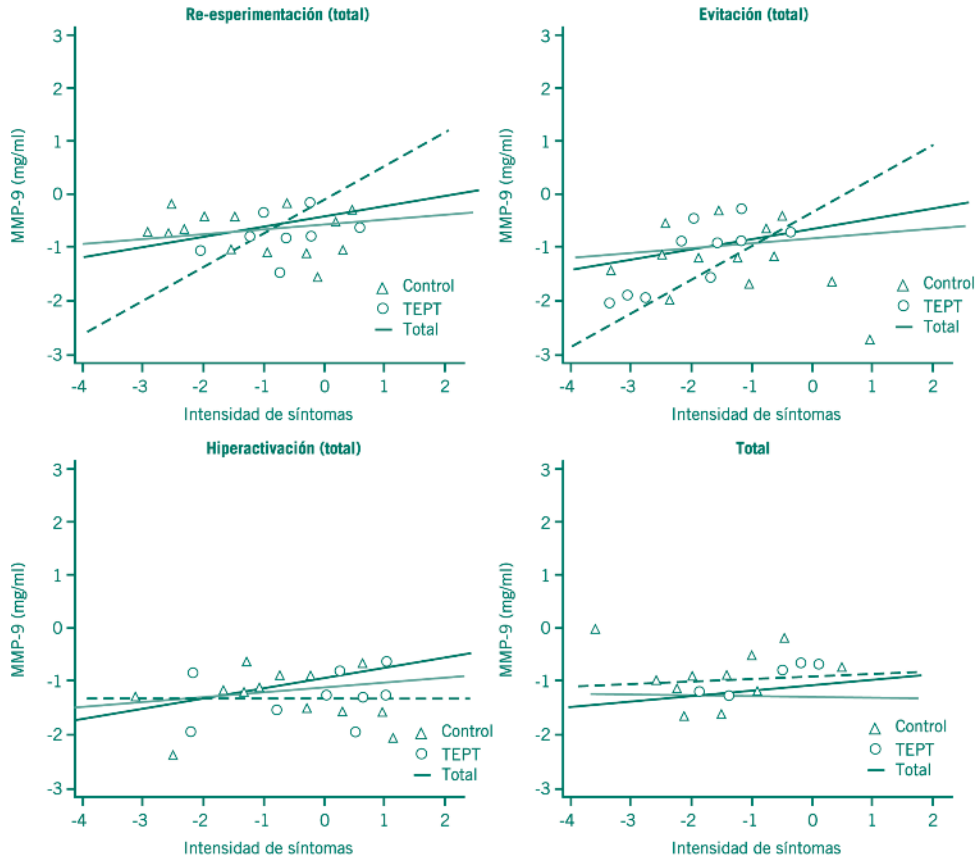 Re-esperimentación (total)
3
1
1
0
-1
-2
-3
MMP-9 (mg/ml)
Control
TEPT
Total
-4 -3 -2 -1 0 1 2
Intensidad de síntomas
Evitación (total)
3
1
1
0
-1
-2
-3
MMP-9 (mg/ml)
Control
TEPT
Total
-4 -3 -2 -1 0 1 2
Intensidad de síntomas
Hiperactivación (total)
3
2
1
0
-1
-2
-3
MMP-9 (mg/ml)
Control
TEPT
Total
-4 -3 -2 -1 0 1 2
Intensidad de síntomas
Total
3
2
1
0
-1
-2
-3
MMP-9 (mg/ml)
Control
TEPT
Total
-4 -3 -2 -1 0 1 2
Intensidad de síntomas